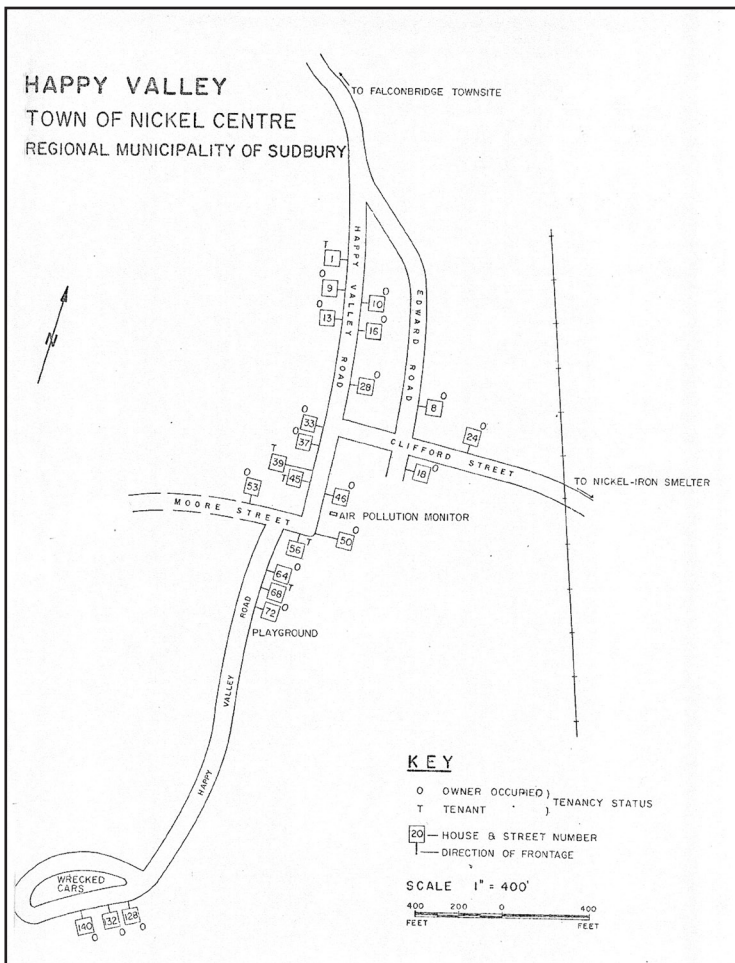 HAPPY VALLEY
TOWN OF NICKEL CENTRE
REGIONAL MUNICIPALITY OF SUDBURY
TO FALCONBRIDGE TOWNSITE
N
HAPPY VALLEY ROAD
EDWARD ROAD
T
1
O
9
O
13
10 O
16 O
28 O
8 O
24 O
O
33
O
37
T
39
T 45
CLIFFORD STREET
18 O
TO NICKEL-IRON SMELTER
O
53
46 O
MOORE STREET
AIR POLLUTION MONITOR
50 O
56 T
64 O
68 T
72 O
PLAYGROUND
HAPPY VALLEY ROAD
WRECKED
CARS
140 O
132 O
128 O
KEY
O OWNER OCCUPIED )
T TENANT " )
TENANCY STATUS
20 — HOUSE & STREET NUMBER
DIRECTION OF FRONTAGE
SCALE 1" = 400'
400 200 0 400
FEET FEET